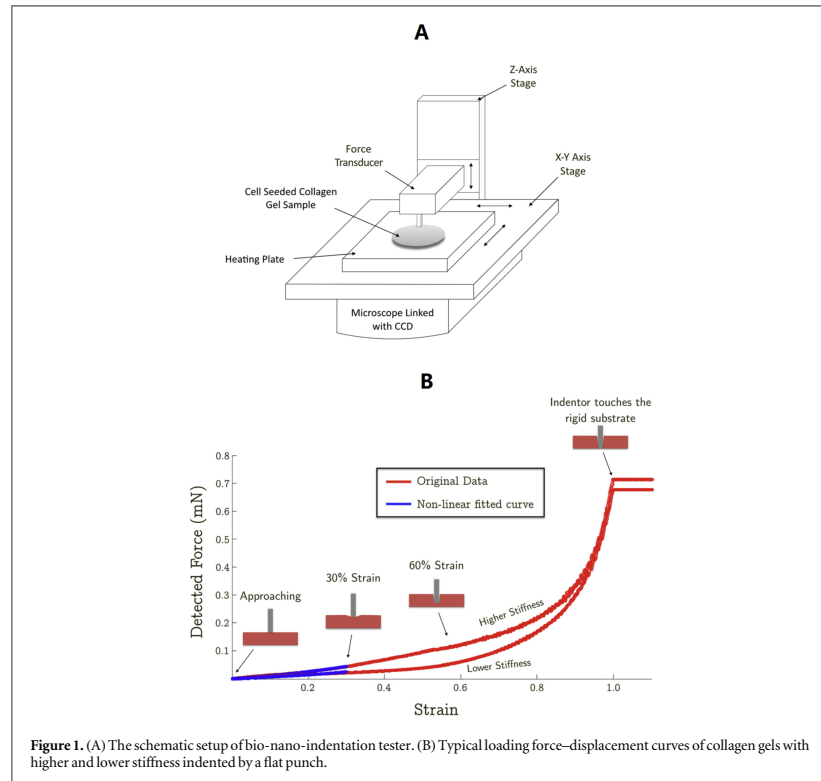 A
Z-Axis
Stage
Force
Transducer
X-Y Axis
Stage
Cell Seeded Collagen
Gel Sample
Heating Plate
Microscope Linked
with CCD
B
Indentor touches the
rigid substrate
0.8
0.7
0.6
0.5
0.4
0.3
0.2
0.1
Detected Force (mN)
Original Data
Non-linear fitted curve
Approaching
30% Strain
60% Strain
Higher Stiffness
Lower Stiffness
0.2
0.4
0.6
0.8
1.0
Strain
Figure 1. (A) The schematic setup of bio-nano-indentation tester. (B) Typical loading force–displacement curves of collagen gels with
higher and lower stiffness indented by a flat punch.